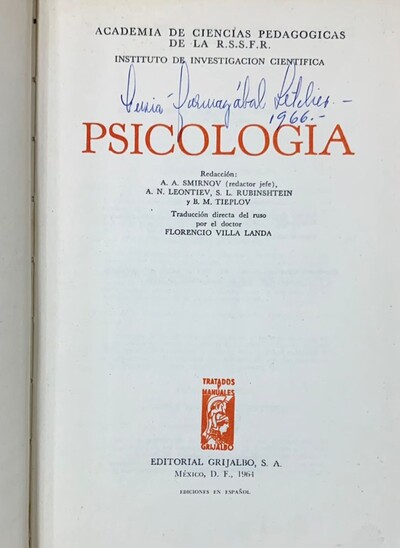 ACADEMIA DE CIENCIAS PEDAGOGICAS
DE LA R.S.S.F.R.
INSTITUTO DE INVESTIGACION CIENTIFICA
1966.-
PSICOLOGIA
Redacción:
A. A. SMIRNOV (redactor jefe),
A. N. LEONTIEV, S. L. RUBINSHTEIN
y B. M. TIEPLOV
Traducción directa del ruso
por el doctor
FLORENCIO VILLA LANDA
TRATADOS
Y
MANUALES
GRIJALBO
EDITORIAL GRIJALBO, S. A.
MÉXICO, D. F., 1964
EDICIONES EN ESPAÑOL